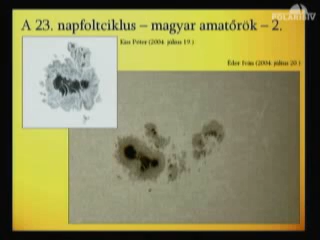 A 23. napfoltciklus – magyar amatőrök – 2.
POLARIS TV
Kiss Péter (2004. július 19.)
Éder Iván (2004. július 20.)